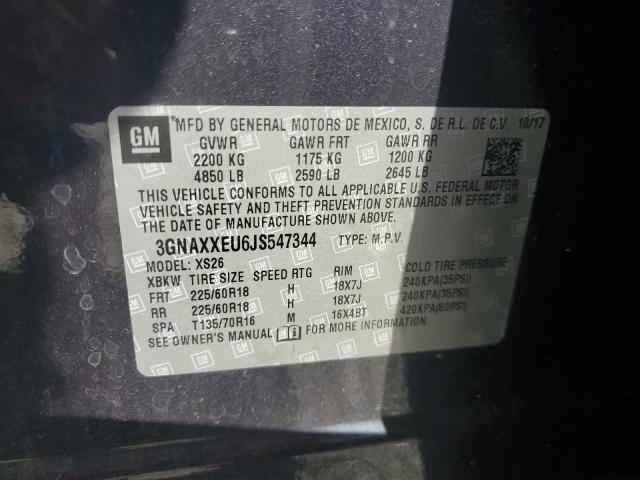 GM
*MFD BY GENERAL MOTORS DE MEXICO, S. DE R.L. DE C.V. 10/17
GVWR GAWR FRT GAWR RR
2200 KG 1175 KG 1200 KG
4850 LB 2590 LB 2645 LB
THIS VEHICLE CONFORMS TO ALL APPLICABLE U.S. FEDERAL MOTOR
VEHICLE SAFETY AND THEFT PREVENTION STANDARDS IN EFFECT ON
THE DATE OF MANUFACTURE SHOWN ABOVE.
3GNAXXEU6JS547344 TYPE: M.P.V.
MODEL: XS26
XBKW TIRE SIZE SPEED RTG RIM COLD TIRE PRESSURE
FRT 225/60R18 H 18X7J 240KPA(35PSI)
RR 225/60R18 H 18X7J 240KPA(35PSI)
SPA T135/70R16 M 16X4BT 420KPA(60PSI)
SEE OWNER'S MANUAL FOR MORE INFORMATION